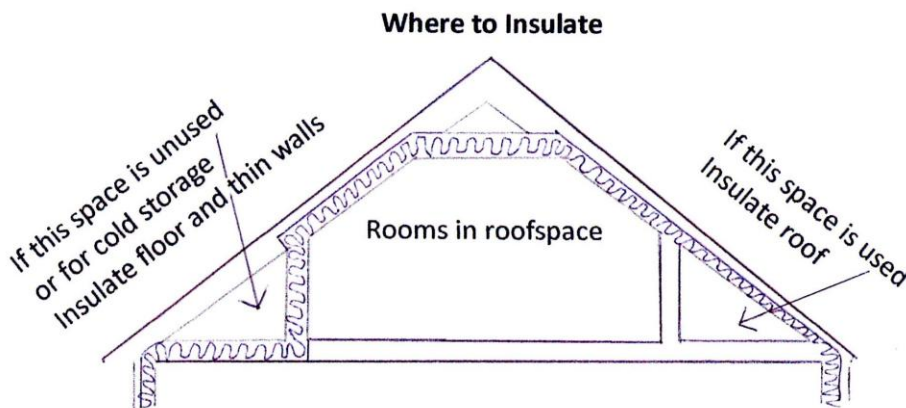 Where to Insulate
If this space is unused
or for cold storage
Insulate floor and thin walls
Rooms in roofspace
If this space is used
Insulate roof